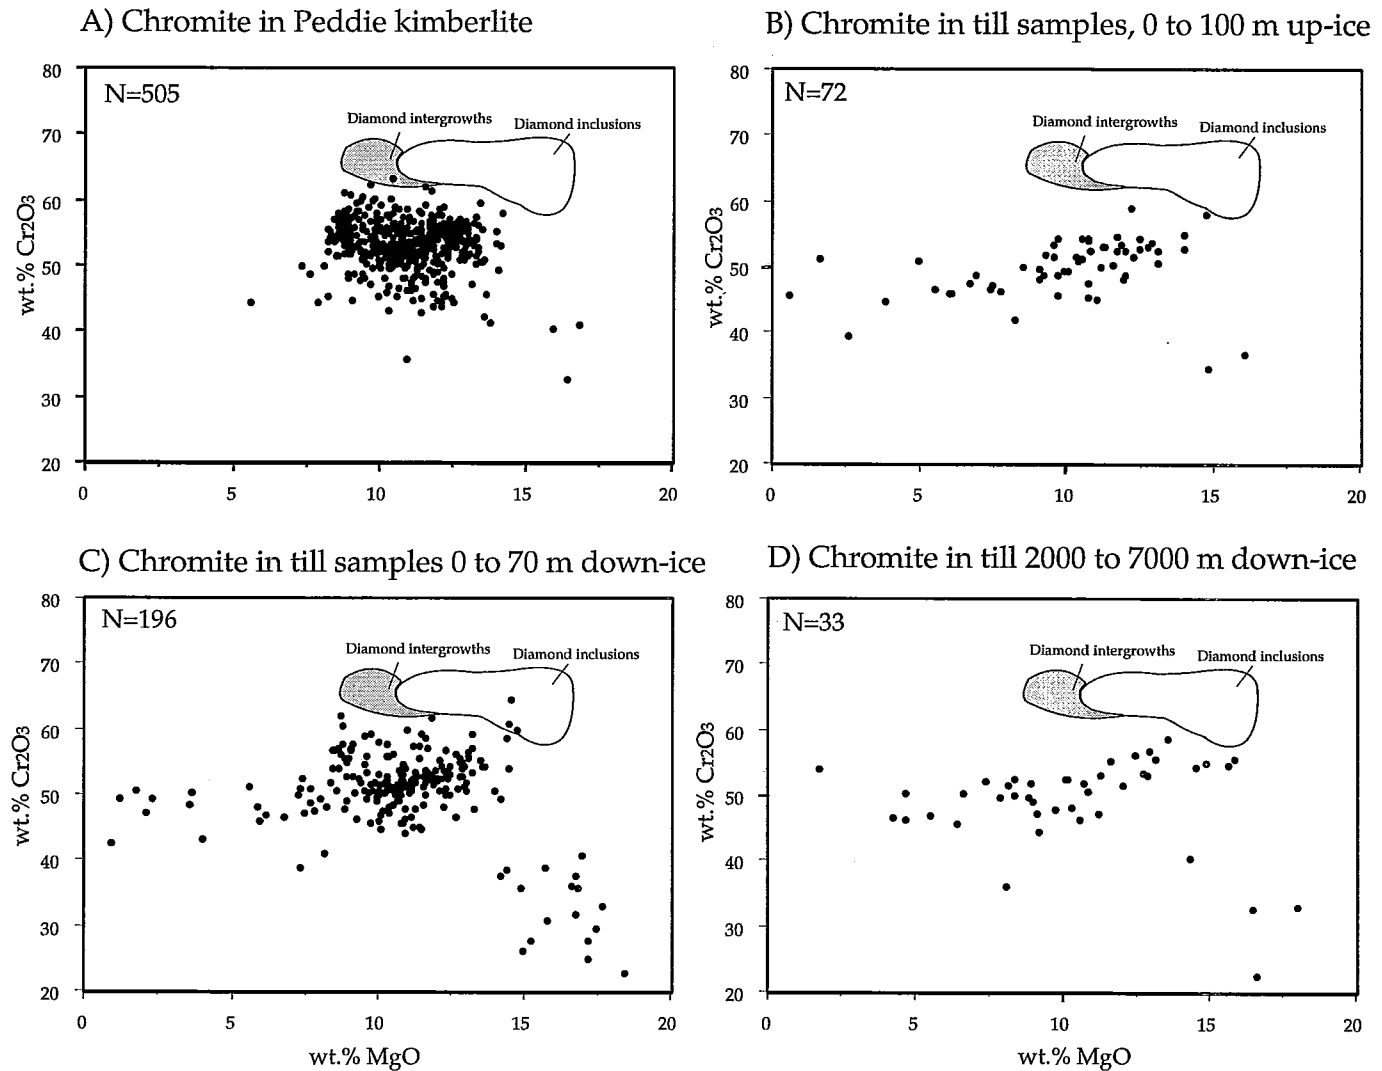 A) Chromite in Peddie kimberlite
N=505
Diamond intergrowths
Diamond inclusions
wt.% Cr2O3
80
70
60
50
40
30
20
0 5 10 15 20
B) Chromite in till samples, 0 to 100 m up-ice
N=72
Diamond intergrowths
Diamond inclusions
wt.% Cr2O3
80
70
60
50
40
30
20
0 5 10 15 20
C) Chromite in till samples 0 to 70 m down-ice
N=196
Diamond intergrowths
Diamond inclusions
wt.% Cr2O3
80
70
60
50
40
30
20
0 5 10 15 20
wt.% MgO
D) Chromite in till 2000 to 7000 m down-ice
N=33
Diamond intergrowths
Diamond inclusions
wt.% Cr2O3
80
70
60
50
40
30
20
0 5 10 15 20
wt.% MgO